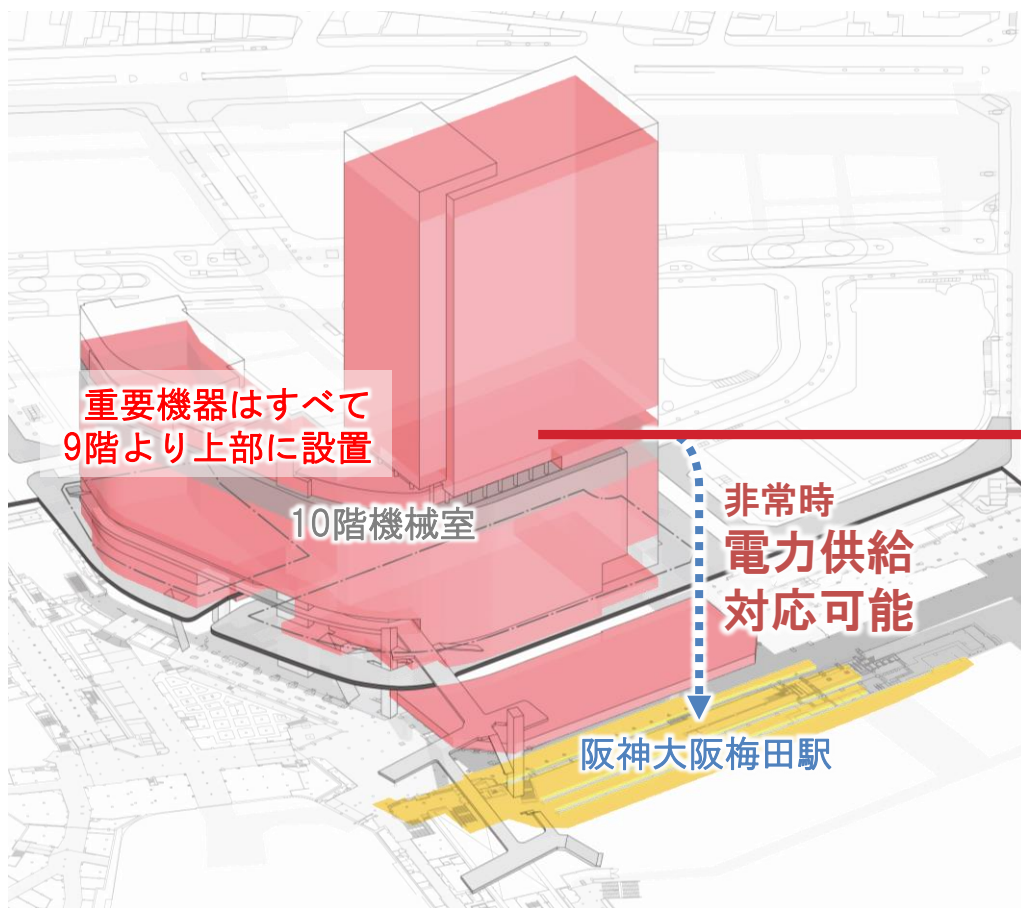 重要機器はすべて
9階より上部に設置
10階機械室
非常時
電力供給
対応可能
阪神大阪梅田駅